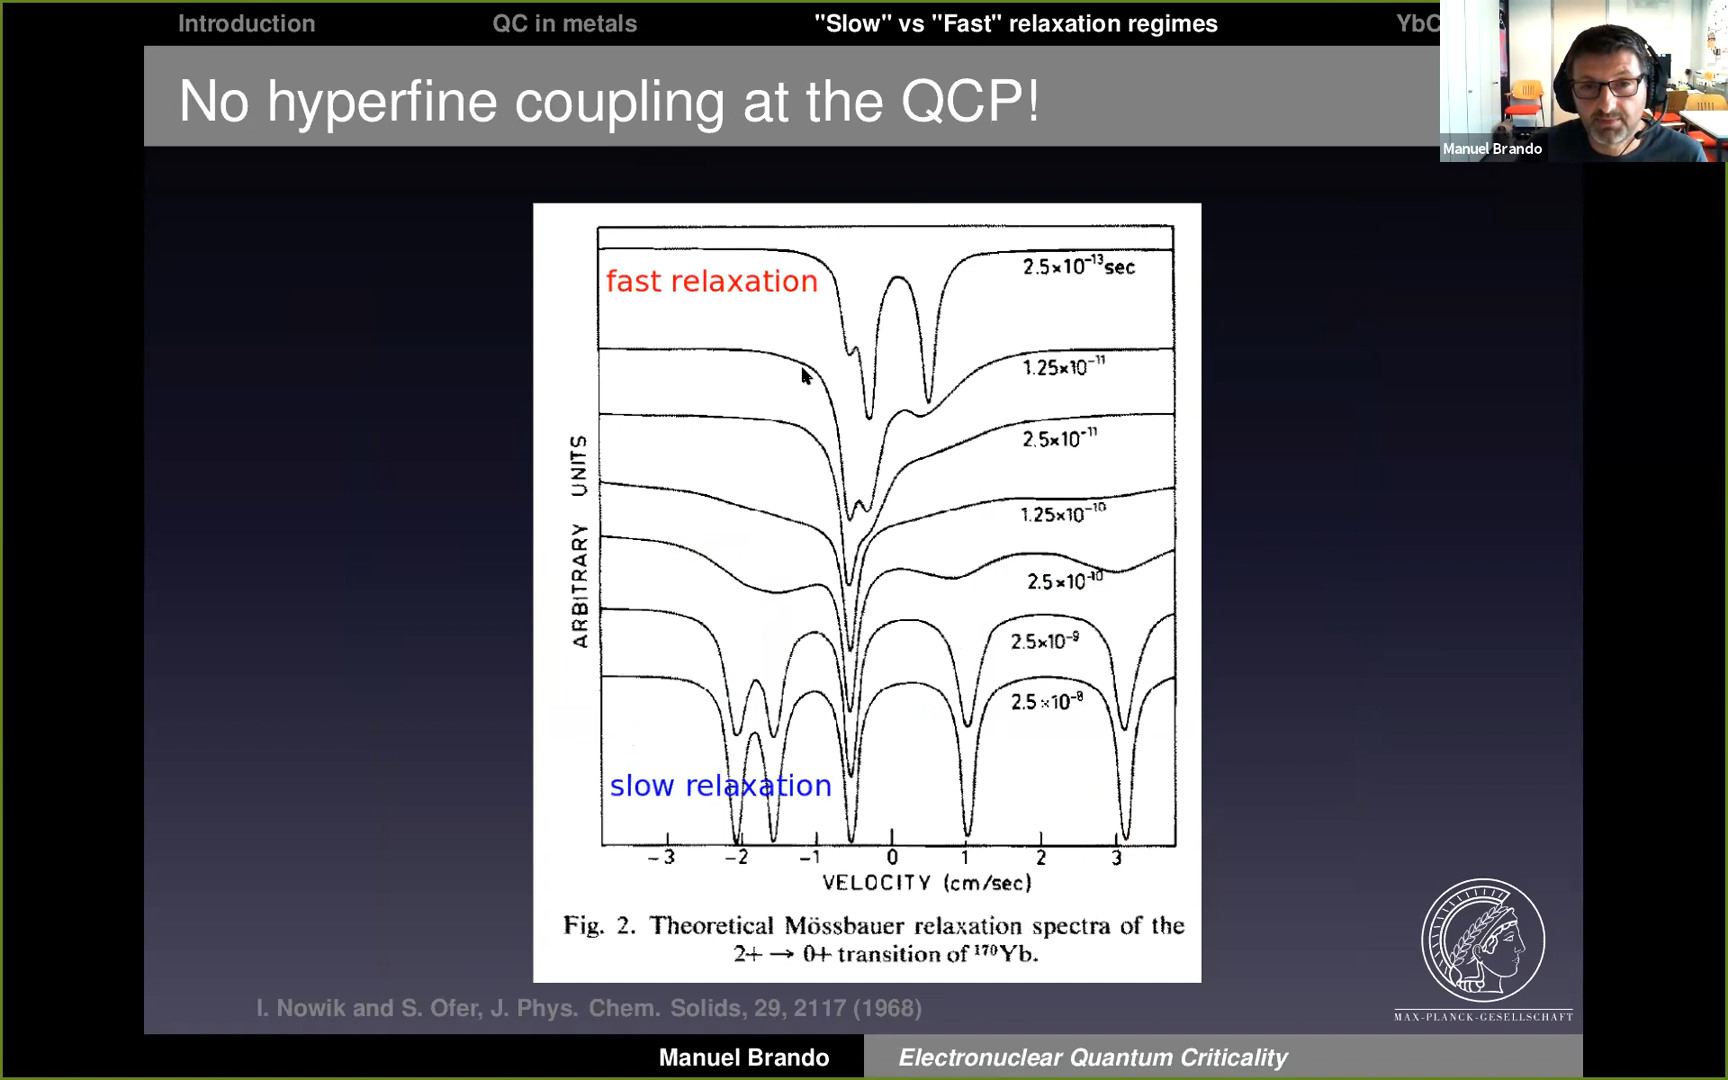 Introduction QC in metals "Slow" vs "Fast" relaxation regimes YbC
No hyperfine coupling at the QCP!
Manuel Brando
fast relaxation
2.5×10⁻¹³sec
1.25×10⁻¹¹
2.5×10⁻¹¹
1.25×10⁻¹⁰
2.5×10⁻¹⁰
2.5×10⁻⁹
2.5×10⁻⁸
slow relaxation
ARBITRARY UNITS
-3 -2 -1 0 1 2 3
VELOCITY (cm/sec)
Fig. 2. Theoretical Mössbauer relaxation spectra of the
2+ → 0+ transition of ¹⁷⁰Yb.
I. Nowik and S. Ofer, J. Phys. Chem. Solids, 29, 2117 (1968)
MAX-PLANCK-GESELLSCHAFT
Manuel Brando Electronuclear Quantum Criticality